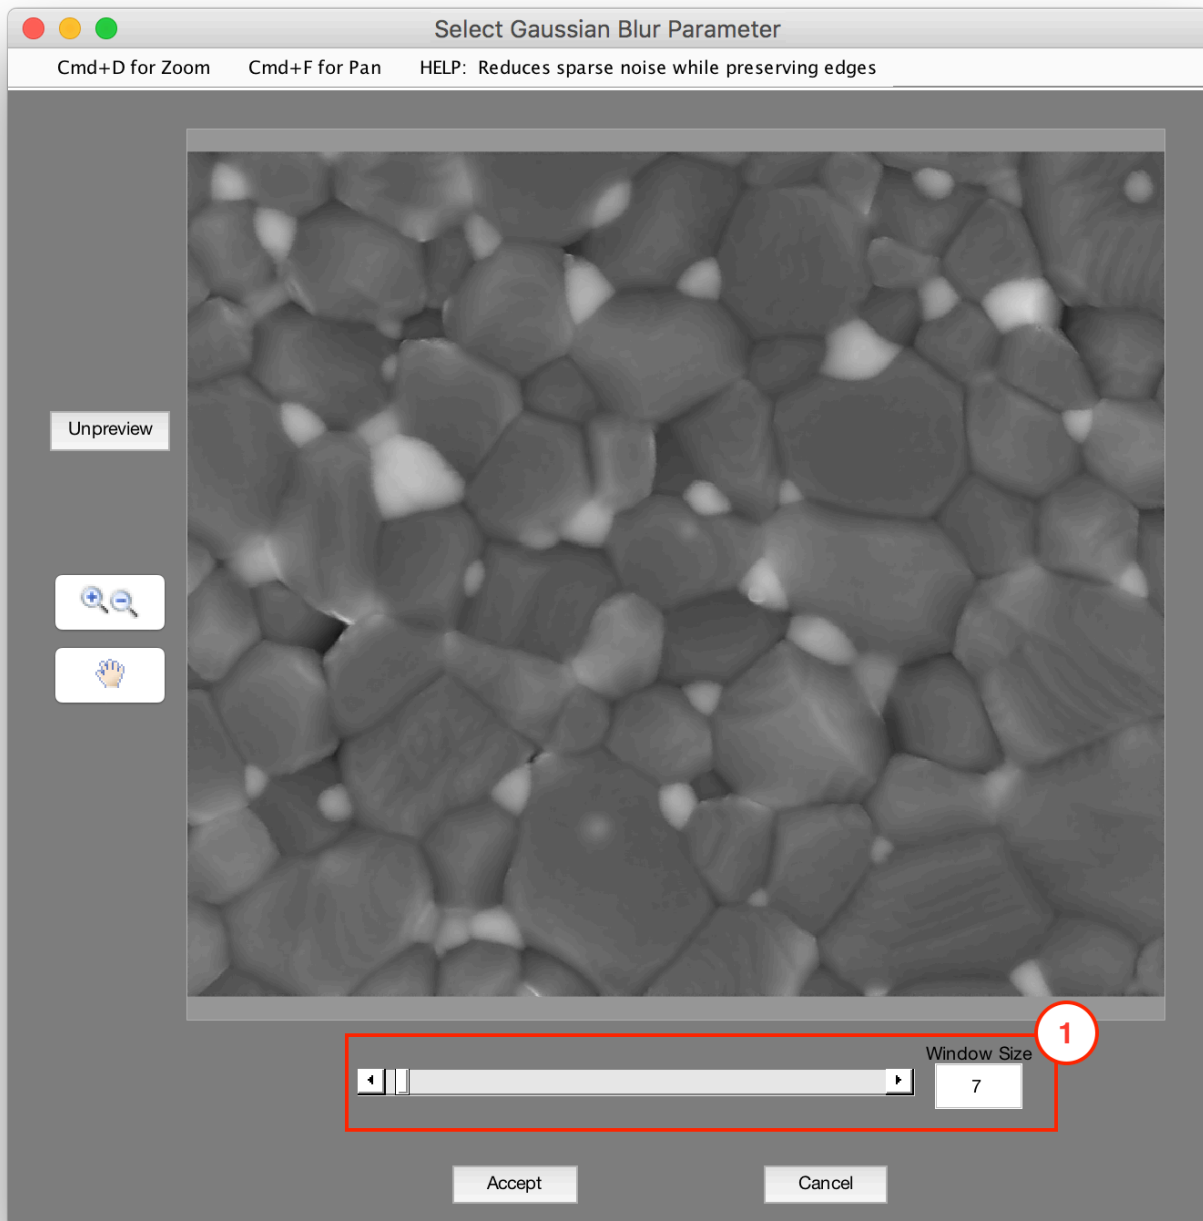 Select Gaussian Blur Parameter
Cmd+D for Zoom Cmd+F for Pan HELP: Reduces sparse noise while preserving edges
Unpreview
1
Window Size
7
Accept Cancel